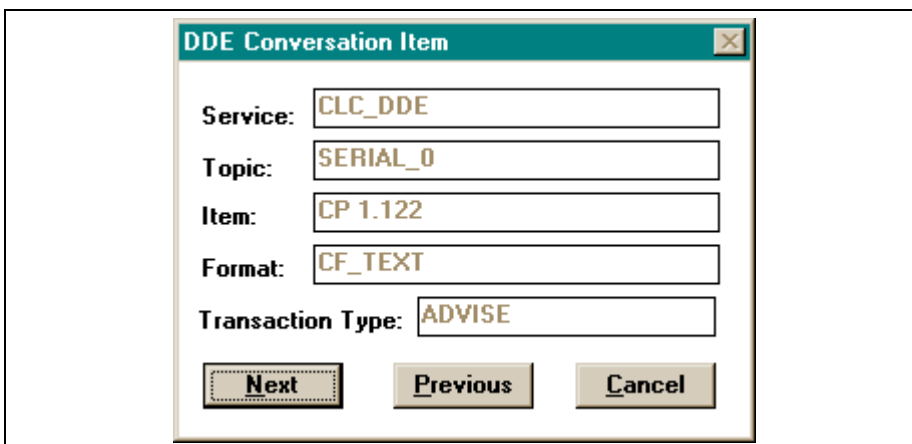 DDE Conversation Item
Service: CLC_DDE
Topic: SERIAL_0
Item: CP 1.122
Format: CF_TEXT
Transaction Type: ADVISE
Next Previous Cancel